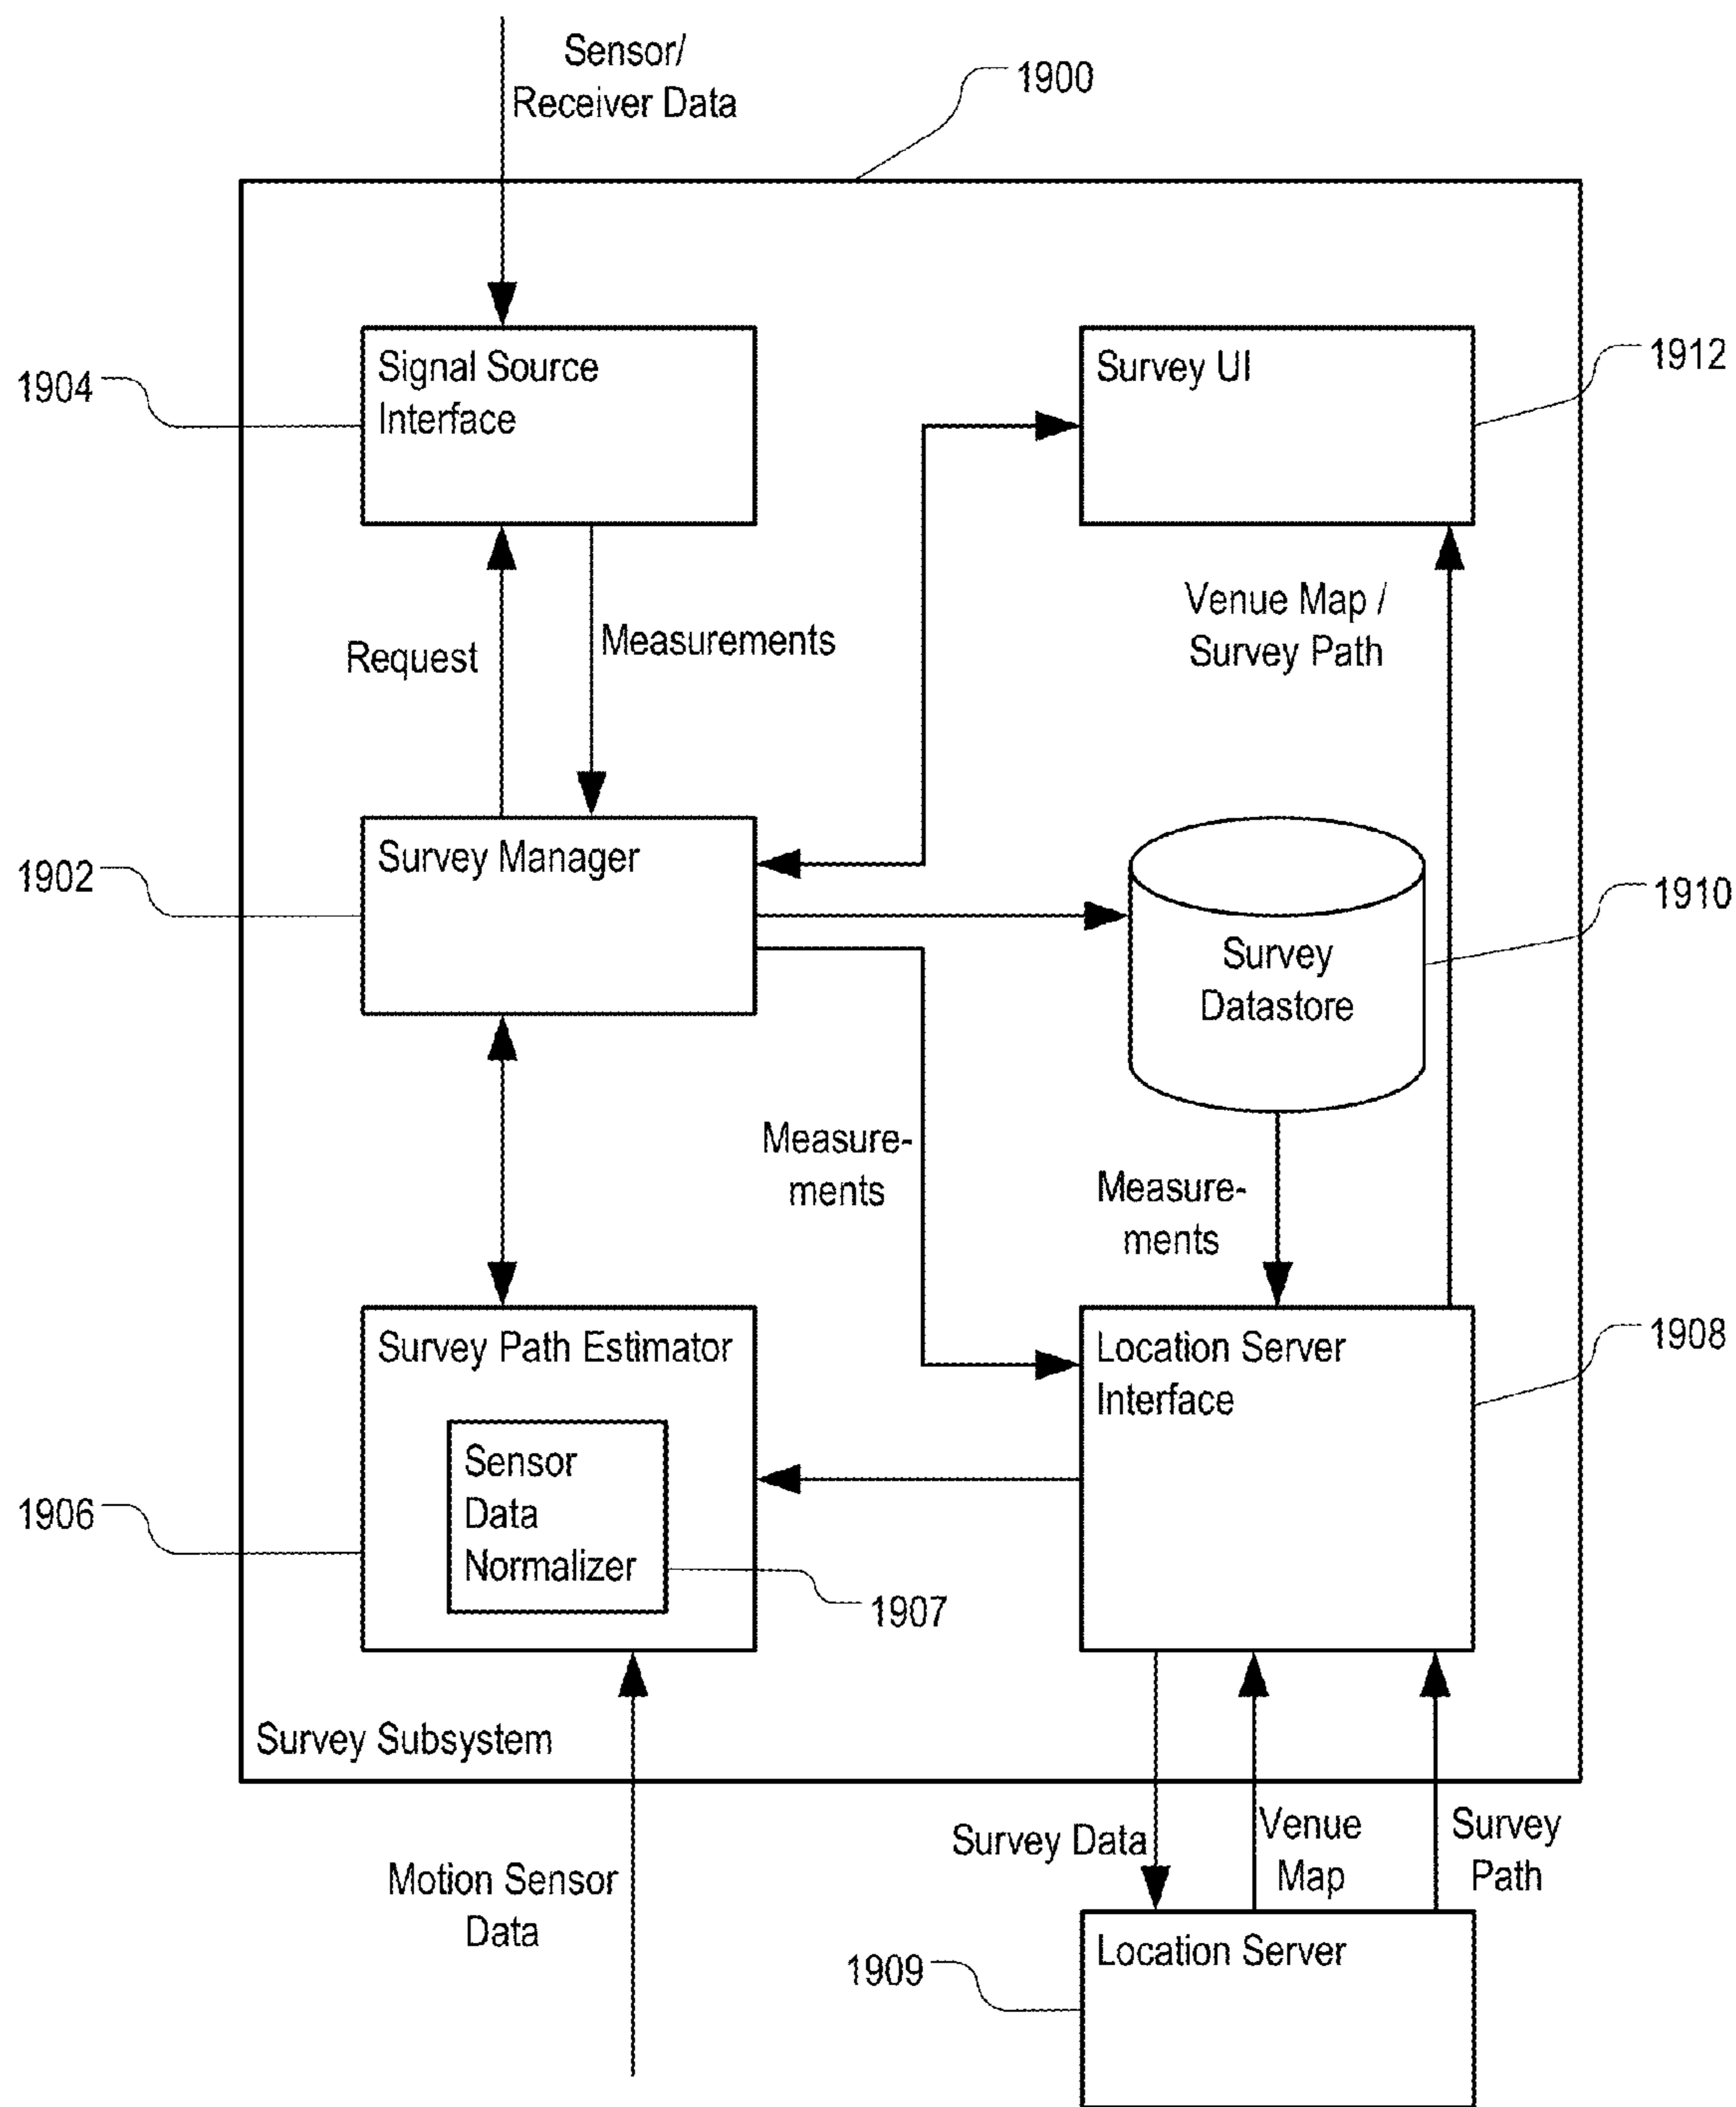 Sensor/
Receiver Data
1900
Signal Source
Interface
1904
Survey UI
1912
Request
Measurements
Venue Map /
Survey Path
Survey Manager
1902
Survey
Datastore
1910
Measure-
ments
Measure-
ments
Survey Path Estimator
Sensor
Data
Normalizer
1906
1907
Location Server
Interface
1908
Survey Subsystem
Motion Sensor
Data
Survey Data
Venue
Map
Survey
Path
Location Server
1909